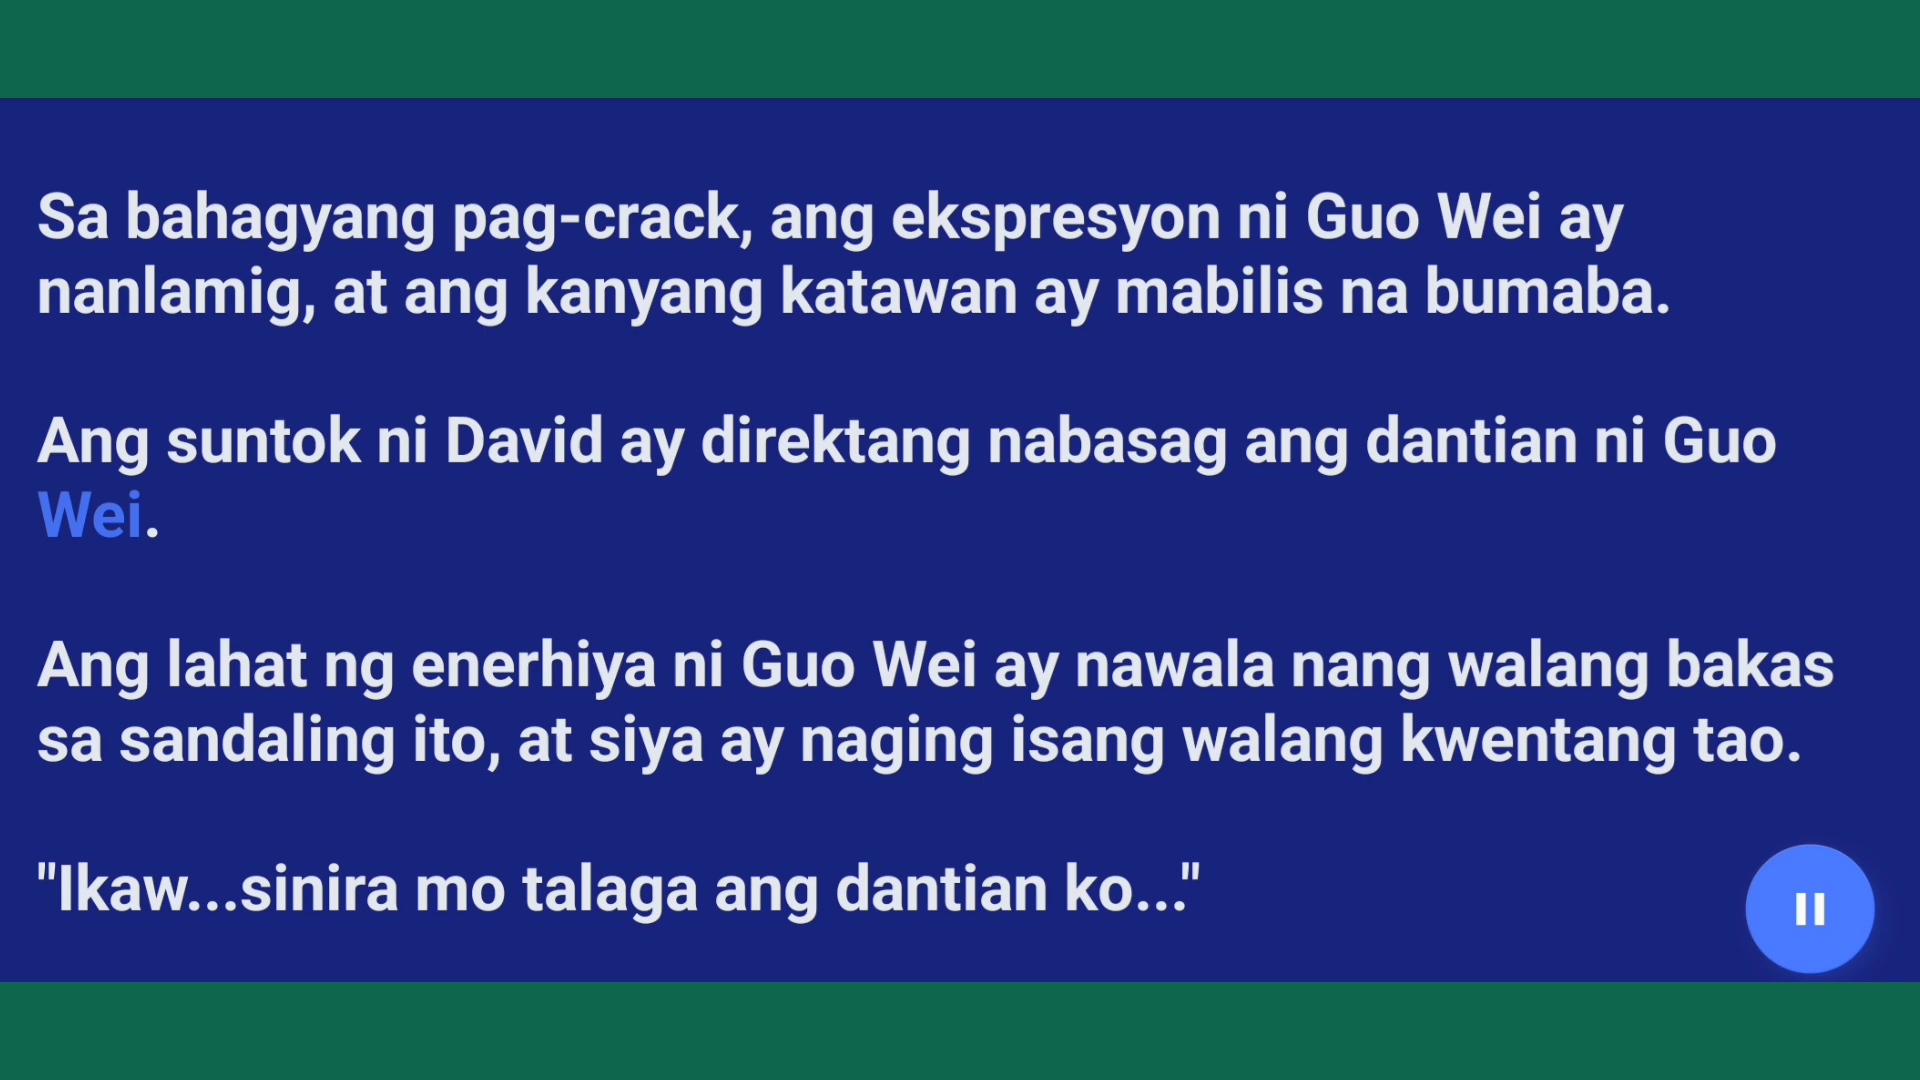 Sa bahagyang pag-crack, ang ekspresyon ni Guo Wei ay
nanlamig, at ang kanyang katawan ay mabilis na bumaba.
Ang suntok ni David ay direktang nabasag ang dantian ni Guo
Wei.
Ang lahat ng enerhiya ni Guo Wei ay nawala nang walang bakas
sa sandaling ito, at siya ay naging isang walang kwentang tao.
"Ikaw...sinira mo talaga ang dantian ko..."